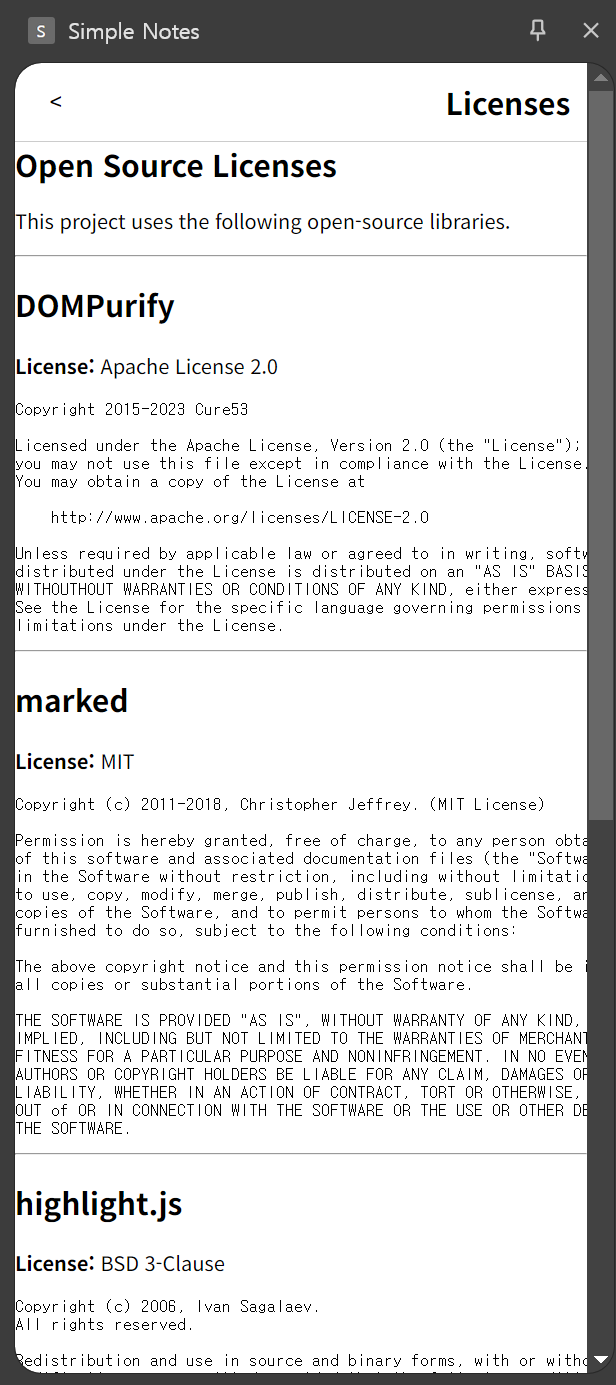 S Simple Notes
< Licenses
Open Source Licenses
This project uses the following open-source libraries.
DOMPurify
License: Apache License 2.0
Copyright 2015-2023 Cure53
Licensed under the Apache License, Version 2.0 (the "License");
you may not use this file except in compliance with the License.
You may obtain a copy of the License at
http://www.apache.org/licenses/LICENSE-2.0
Unless required by applicable law or agreed to in writing, softw
distributed under the License is distributed on an "AS IS" BASIS
WITHOUTHOUT WARRANTIES OR CONDITIONS OF ANY KIND, either express
See the License for the specific language governing permissions
limitations under the License.
marked
License: MIT
Copyright (c) 2011-2018, Christopher Jeffrey. (MIT License)
Permission is hereby granted, free of charge, to any person obta
of this software and associated documentation files (the "Softwa
in the Software without restriction, including without limitatio
to use, copy, modify, merge, publish, distribute, sublicense, an
copies of the Software, and to permit persons to whom the Softwa
furnished to do so, subject to the following conditions:
The above copyright notice and this permission notice shall be i
all copies or substantial portions of the Software.
THE SOFTWARE IS PROVIDED "AS IS", WITHOUT WARRANTY OF ANY KIND,
IMPLIED, INCLUDING BUT NOT LIMITED TO THE WARRANTIES OF MERCHANT
FITNESS FOR A PARTICULAR PURPOSE AND NONINFRINGEMENT. IN NO EVEN
AUTHORS OR COPYRIGHT HOLDERS BE LIABLE FOR ANY CLAIM, DAMAGES OR
LIABILITY, WHETHER IN AN ACTION OF CONTRACT, TORT OR OTHERWISE,
OUT of OR IN CONNECTION WITH THE SOFTWARE OR THE USE OR OTHER DE
THE SOFTWARE.
highlight.js
License: BSD 3-Clause
Copyright (c) 2006, Ivan Sagalaev.
All rights reserved.
Redistribution and use in source and binary forms, with or witho